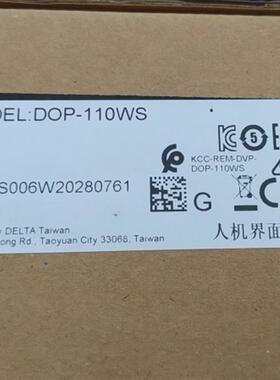 DEL:DOP-110WS
KCC-REM-DVP-
DOP-110WS
S006W20280761
G
DELTA Taiwan
ong Rd., Taoyuan City 33068, Taiwan
人机界面